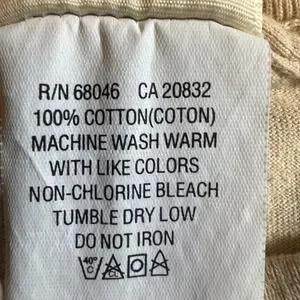 R/N 68046 CA 20832
100% COTTON(COTON)
MACHINE WASH WARM
WITH LIKE COLORS
NON-CHLORINE BLEACH
TUMBLE DRY LOW
DO NOT IRON
40°